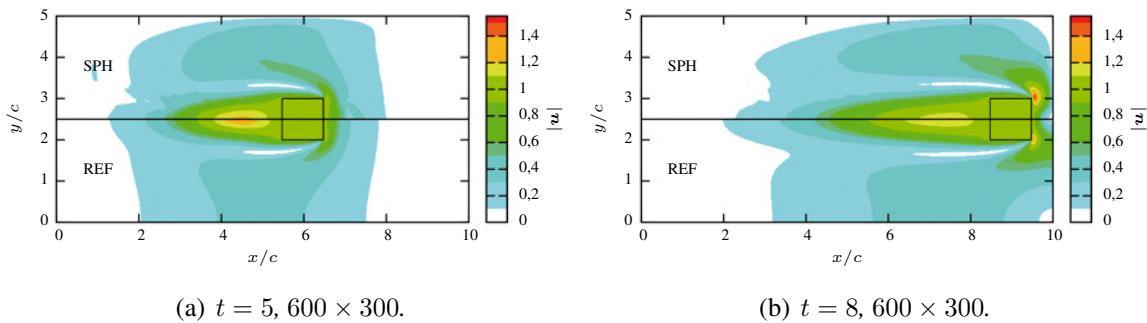 5
4
3
2
1
0
y/c
SPH
REF
0 2 4 6 8 10
x/c
1,4
1,2
1
0,8
0,6
0,4
0,2
0
|u|
(a) t = 5, 600 × 300.
5
4
3
2
1
0
y/c
SPH
REF
0 2 4 6 8 10
x/c
1,4
1,2
1
0,8
0,6
0,4
0,2
0
|u|
(b) t = 8, 600 × 300.